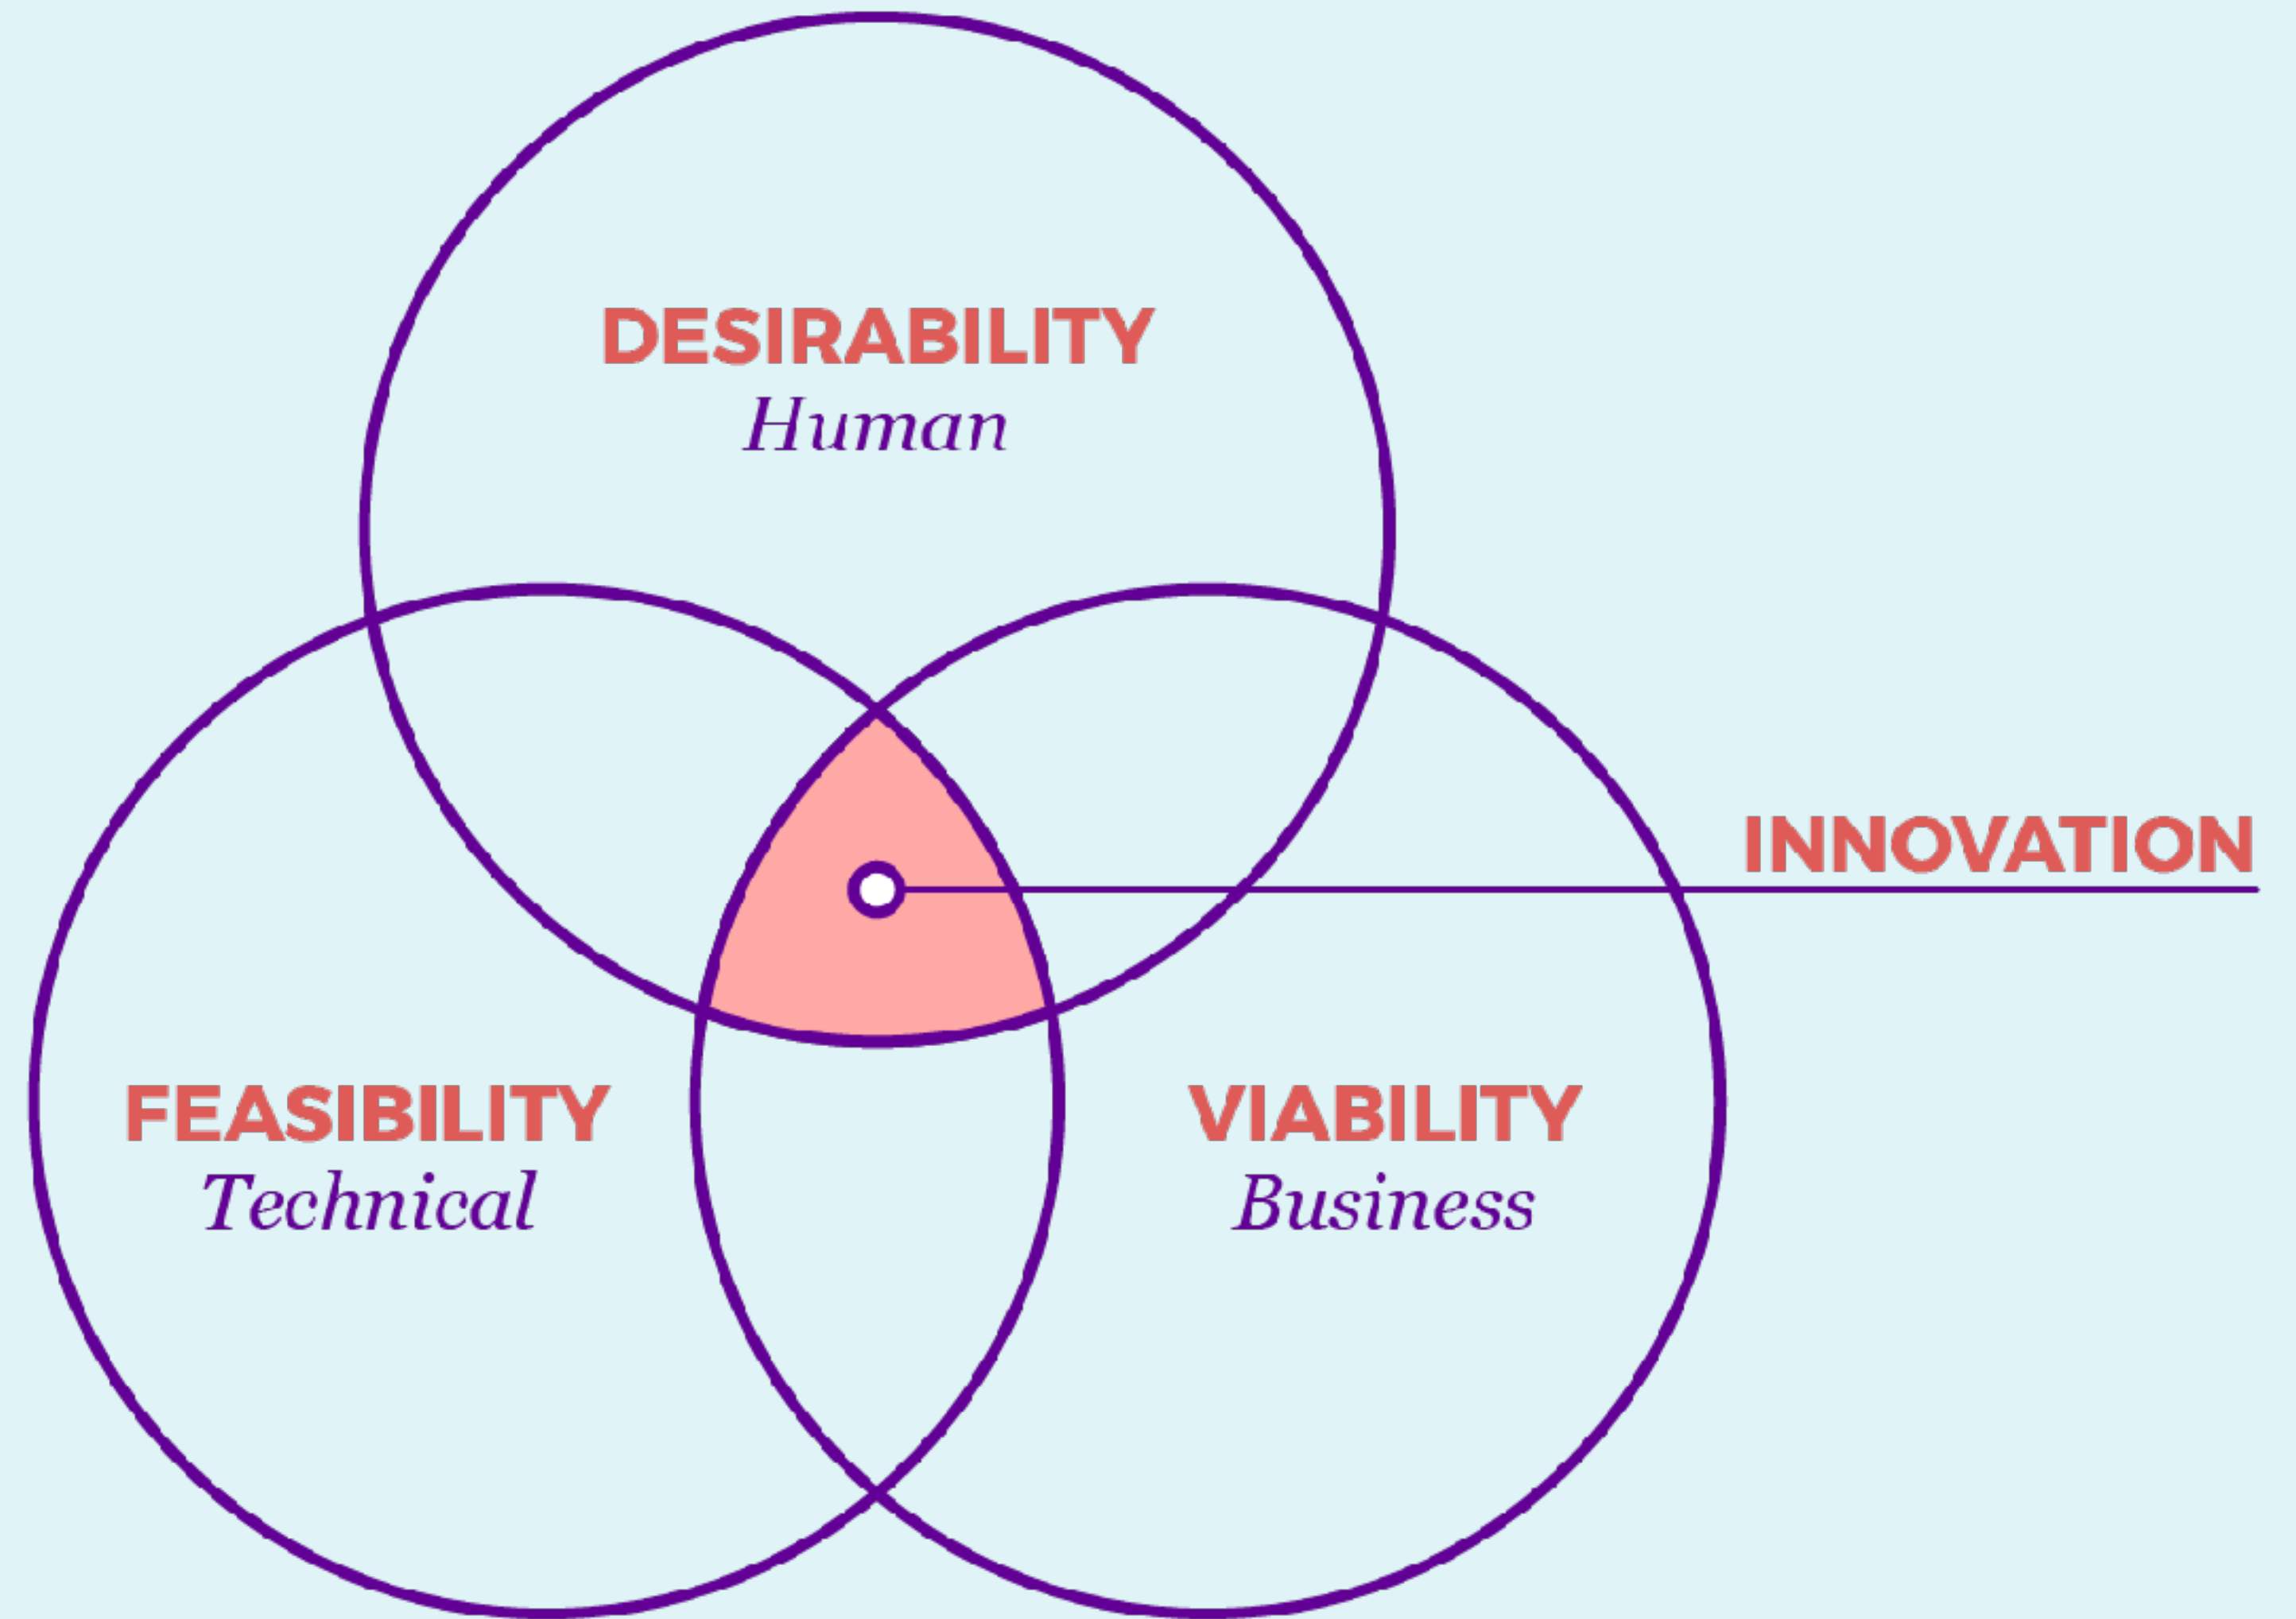 DESIRABILITY
Human
INNOVATION
FEASIBILITY
Technical
VIABILITY
Business